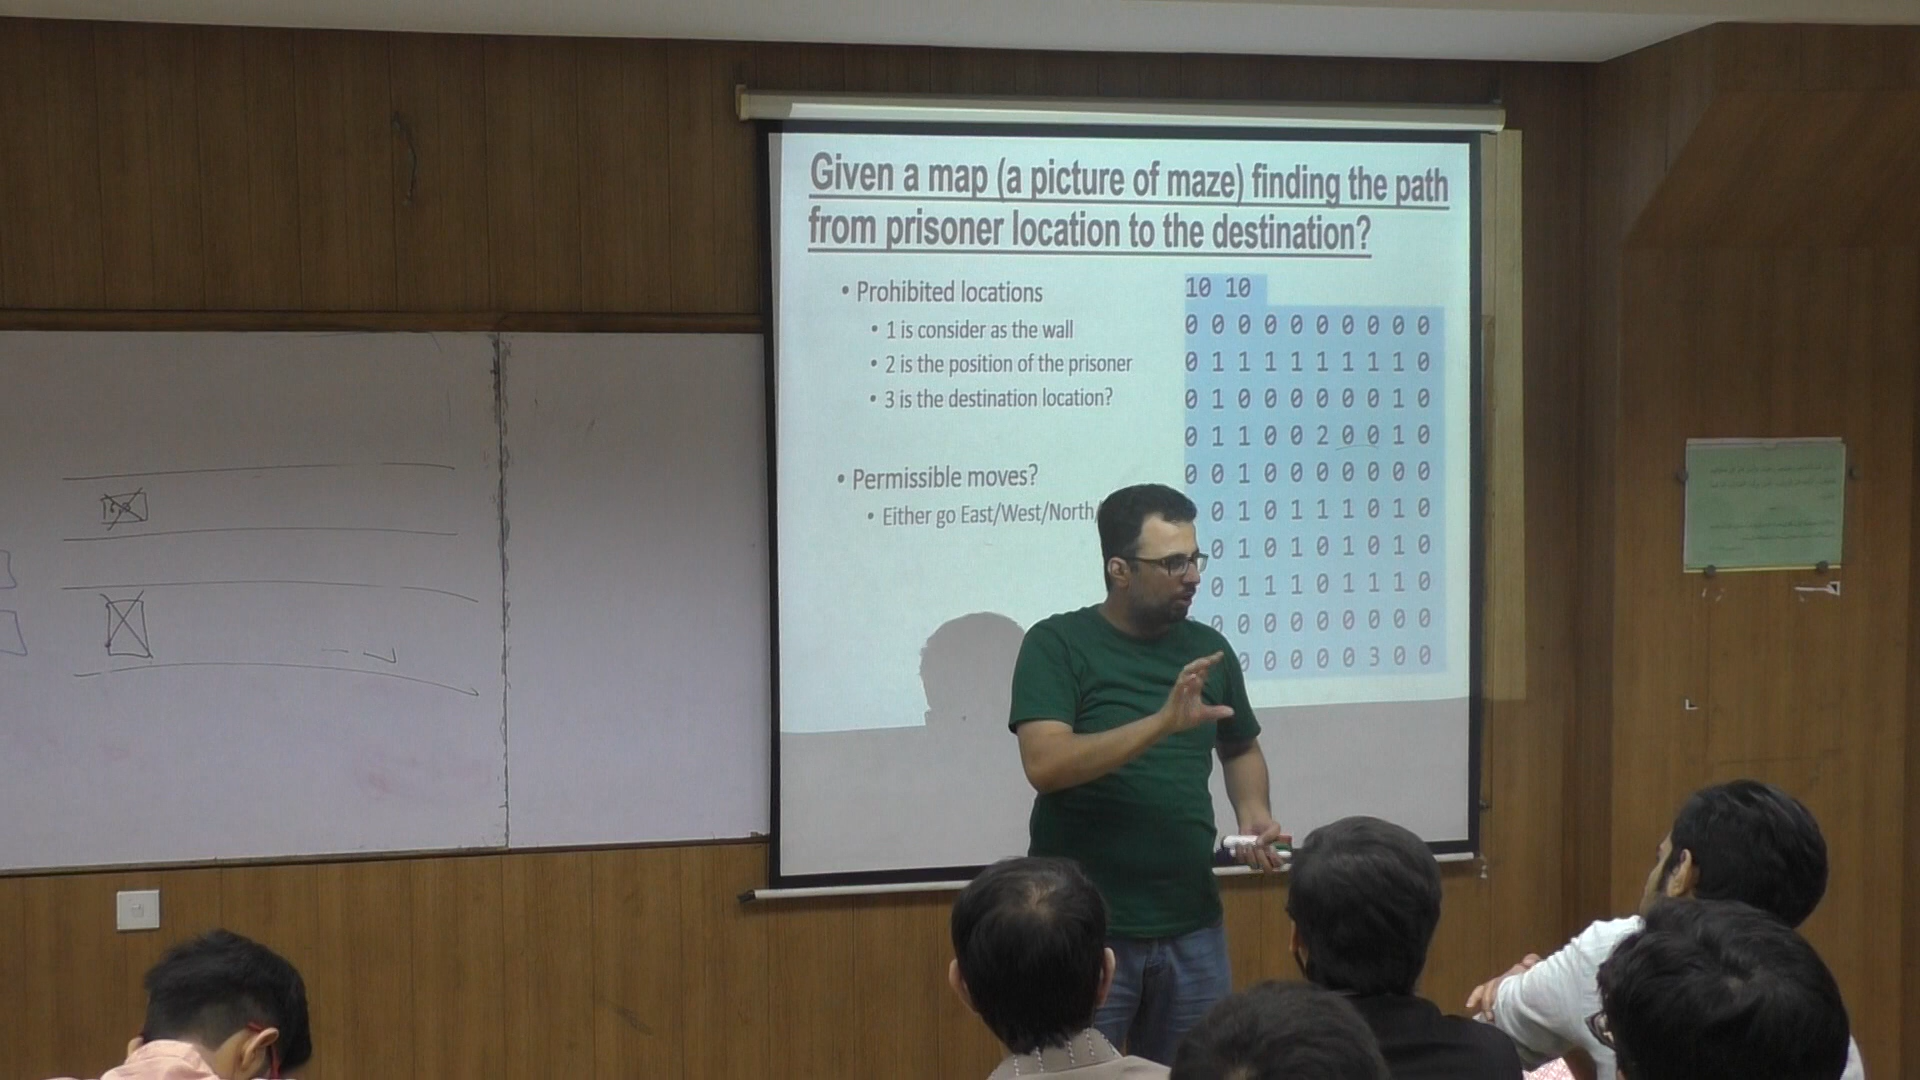 Given a map (a picture of maze) finding the path
from prisoner location to the destination?
• Prohibited locations
• 1 is consider as the wall
• 2 is the position of the prisoner
• 3 is the destination location?
• Permissible moves?
• Either go East/West/North/
10 10
0 0 0 0 0 0 0 0 0 0
0 1 1 1 1 1 1 1 1 0
0 1 0 0 0 0 0 0 1 0
0 1 1 0 0 2 0 0 1 0
0 0 1 0 0 0 0 0 0 0
0 1 0 1 1 1 0 1 0
0 1 0 1 0 1 0 1 0
0 1 1 1 0 1 1 1 0
0 0 0 0 0 0 0 0 0
0 0 0 0 0 3 0 0